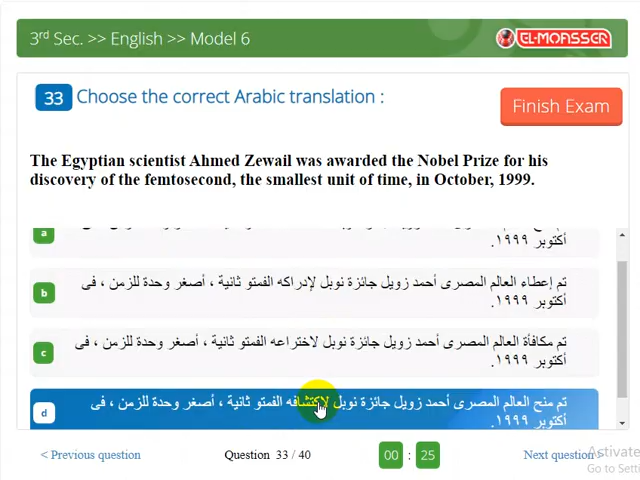 3rd Sec. >> English >> Model 6
EL-MOASSER
33 Choose the correct Arabic translation :
Finish Exam
The Egyptian scientist Ahmed Zewail was awarded the Nobel Prize for his
discovery of the femtosecond, the smallest unit of time, in October, 1999.
a
أكتوبر ١٩٩٩.
b
تم إعطاء العالم المصرى أحمد زويل جائزة نوبل لإدراكه الفمتو ثانية ، أصغر وحدة للزمن ، فى
أكتوبر ١٩٩٩.
c
تم مكافأة العالم المصرى أحمد زويل جائزة نوبل لاختراعه الفمتو ثانية ، أصغر وحدة للزمن ، فى
أكتوبر ١٩٩٩.
d
تم منح العالم المصرى أحمد زويل جائزة نوبل لاكتشافه الفمتو ثانية ، أصغر وحدة للزمن ، فى
أكتوبر ١٩٩٩.
< Previous question
Question 33 / 40
00 : 25
Next question >
Activate
Go to Setti